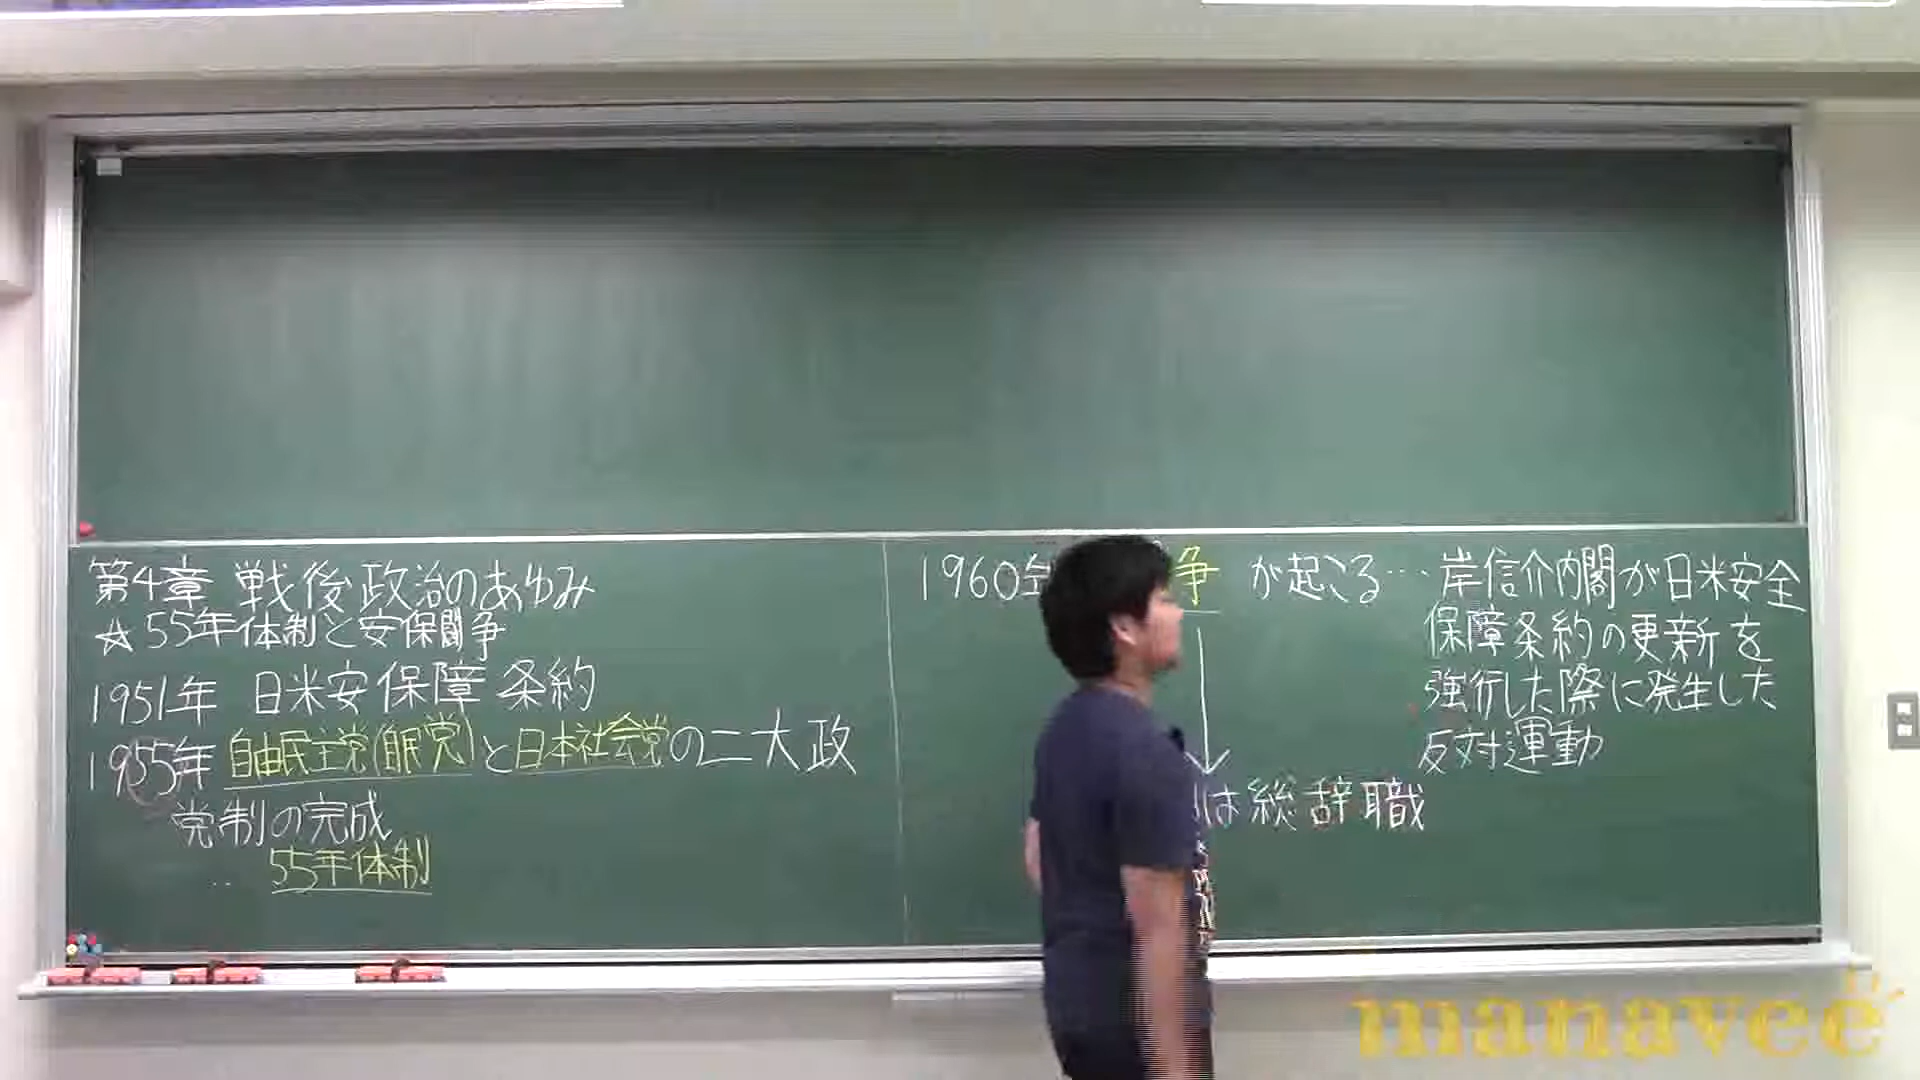 第4章 戦後政治のあゆみ
☆55年体制と安保闘争
1951年 日米安保障条約
1955年 自由民主党(自民党)と日本社会党の二大政
党制の完成
‥ 55年体制
1960年 争 が起こる…岸信介内閣が日米安全
保障条約の更新を
強行した際に発生した
反対運動
は総辞職
manavee